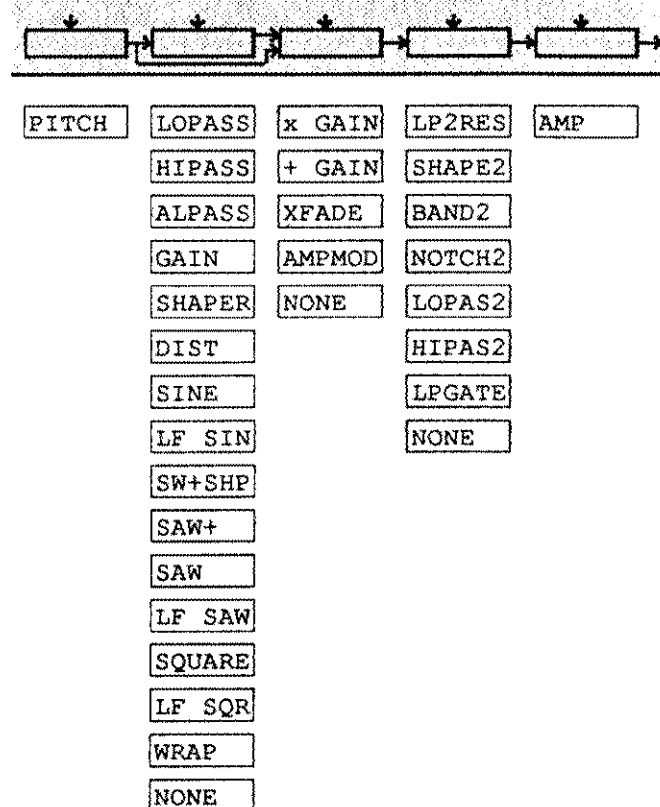 PITCH LOPASS x GAIN LP2RES AMP
HIPASS + GAIN SHAPE2
ALPASS XFADE BAND2
GAIN AMPMOD NOTCH2
SHAPER NONE LOPAS2
DIST HIPAS2
SINE LPGATE
LF SIN NONE
SW+SHP
SAW+
SAW
LF SAW
SQUARE
LF SQR
WRAP
NONE